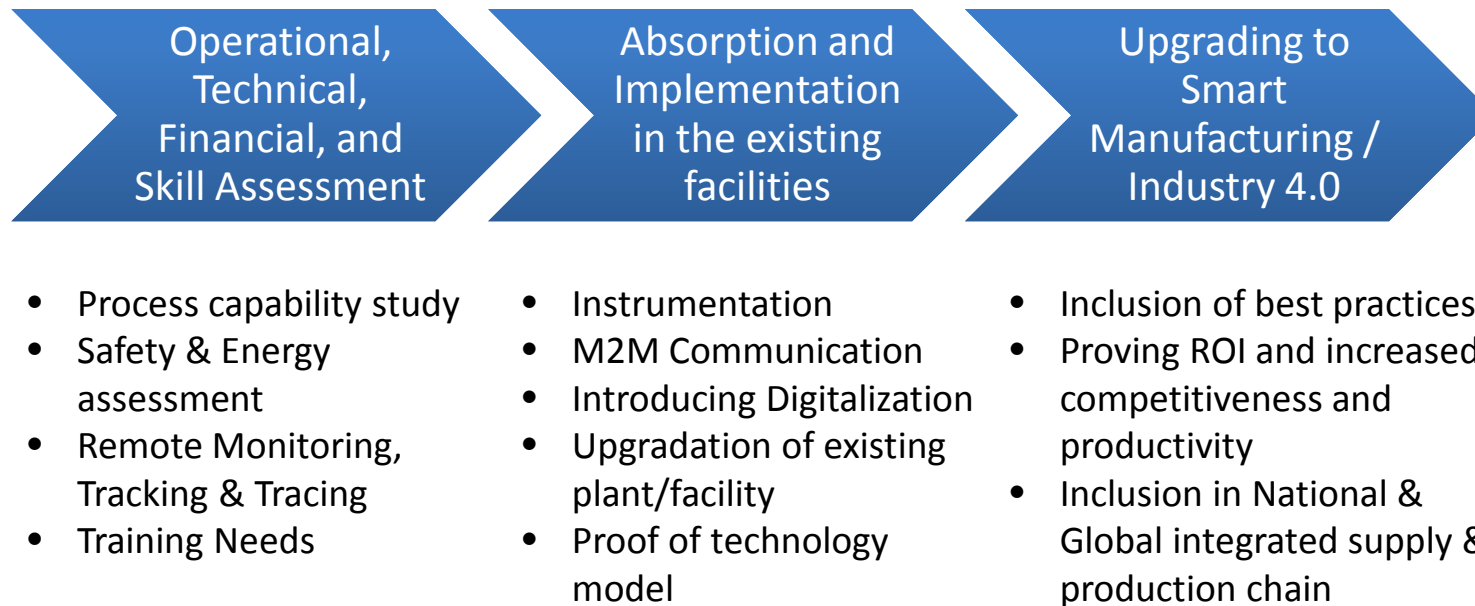 Operational,
Technical,
Financial, and
Skill Assessment
Absorption and
Implementation
in the existing
facilities
Upgrading to
Smart
Manufacturing /
Industry 4.0
• Process capability study
• Safety & Energy
assessment
• Remote Monitoring,
Tracking & Tracing
• Training Needs
• Instrumentation
• M2M Communication
• Introducing Digitalization
• Upgradation of existing
plant/facility
• Proof of technology
model
• Inclusion of best practices
• Proving ROI and increased
competitiveness and
productivity
• Inclusion in National &
Global integrated supply &
production chain